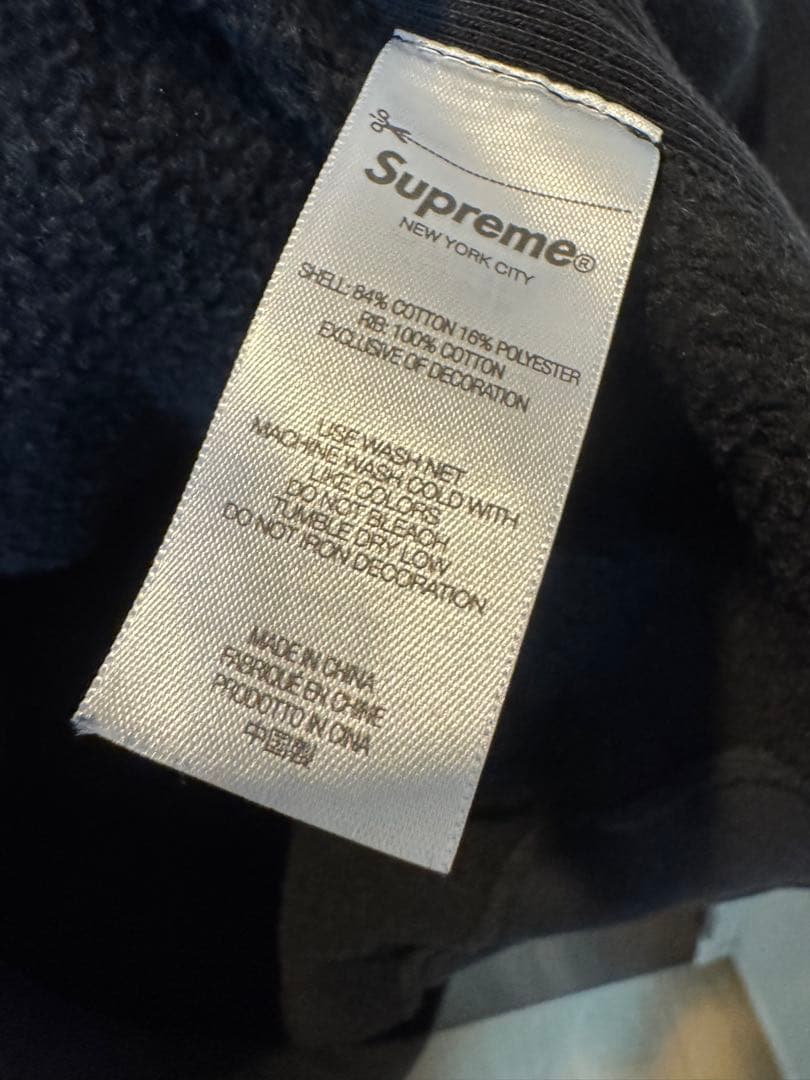 Supreme®
NEW YORK CITY
SHELL: 84% COTTON 16% POLYESTER
RIB: 100% COTTON
EXCLUSIVE OF DECORATION
USE WASH NET
MACHINE WASH COLD WITH
LIKE COLORS
DO NOT BLEACH
TUMBLE DRY LOW
DO NOT IRON DECORATION
MADE IN CHINA
FABRIQUÉ EN CHINE
PRODOTTO IN CINA
中国製